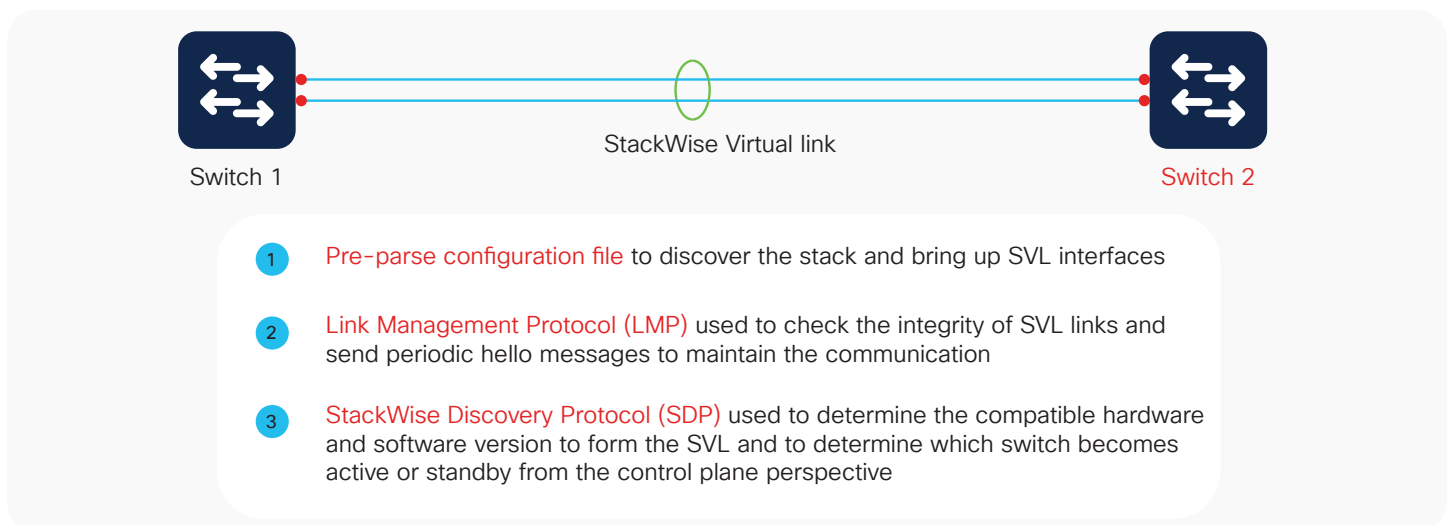 StackWise Virtual link
Switch 1
Switch 2
1 Pre-parse configuration file to discover the stack and bring up SVL interfaces
2 Link Management Protocol (LMP) used to check the integrity of SVL links and
send periodic hello messages to maintain the communication
3 StackWise Discovery Protocol (SDP) used to determine the compatible hardware
and software version to form the SVL and to determine which switch becomes
active or standby from the control plane perspective